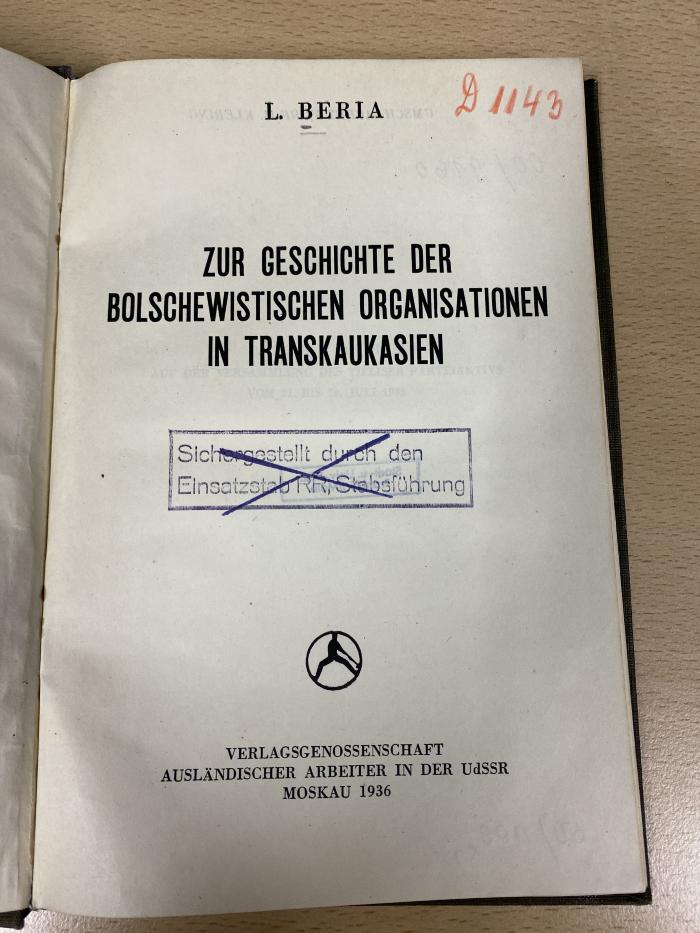 L. BERIA
D 1143
ZUR GESCHICHTE DER
BOLSCHEWISTISCHEN ORGANISATIONEN
IN TRANSKAUKASIEN
Sichergestellt durch den
Einsatzstab RR, Stabsführung
VERLAGSGENOSSENSCHAFT
AUSLÄNDISCHER ARBEITER IN DER UdSSR
MOSKAU 1936